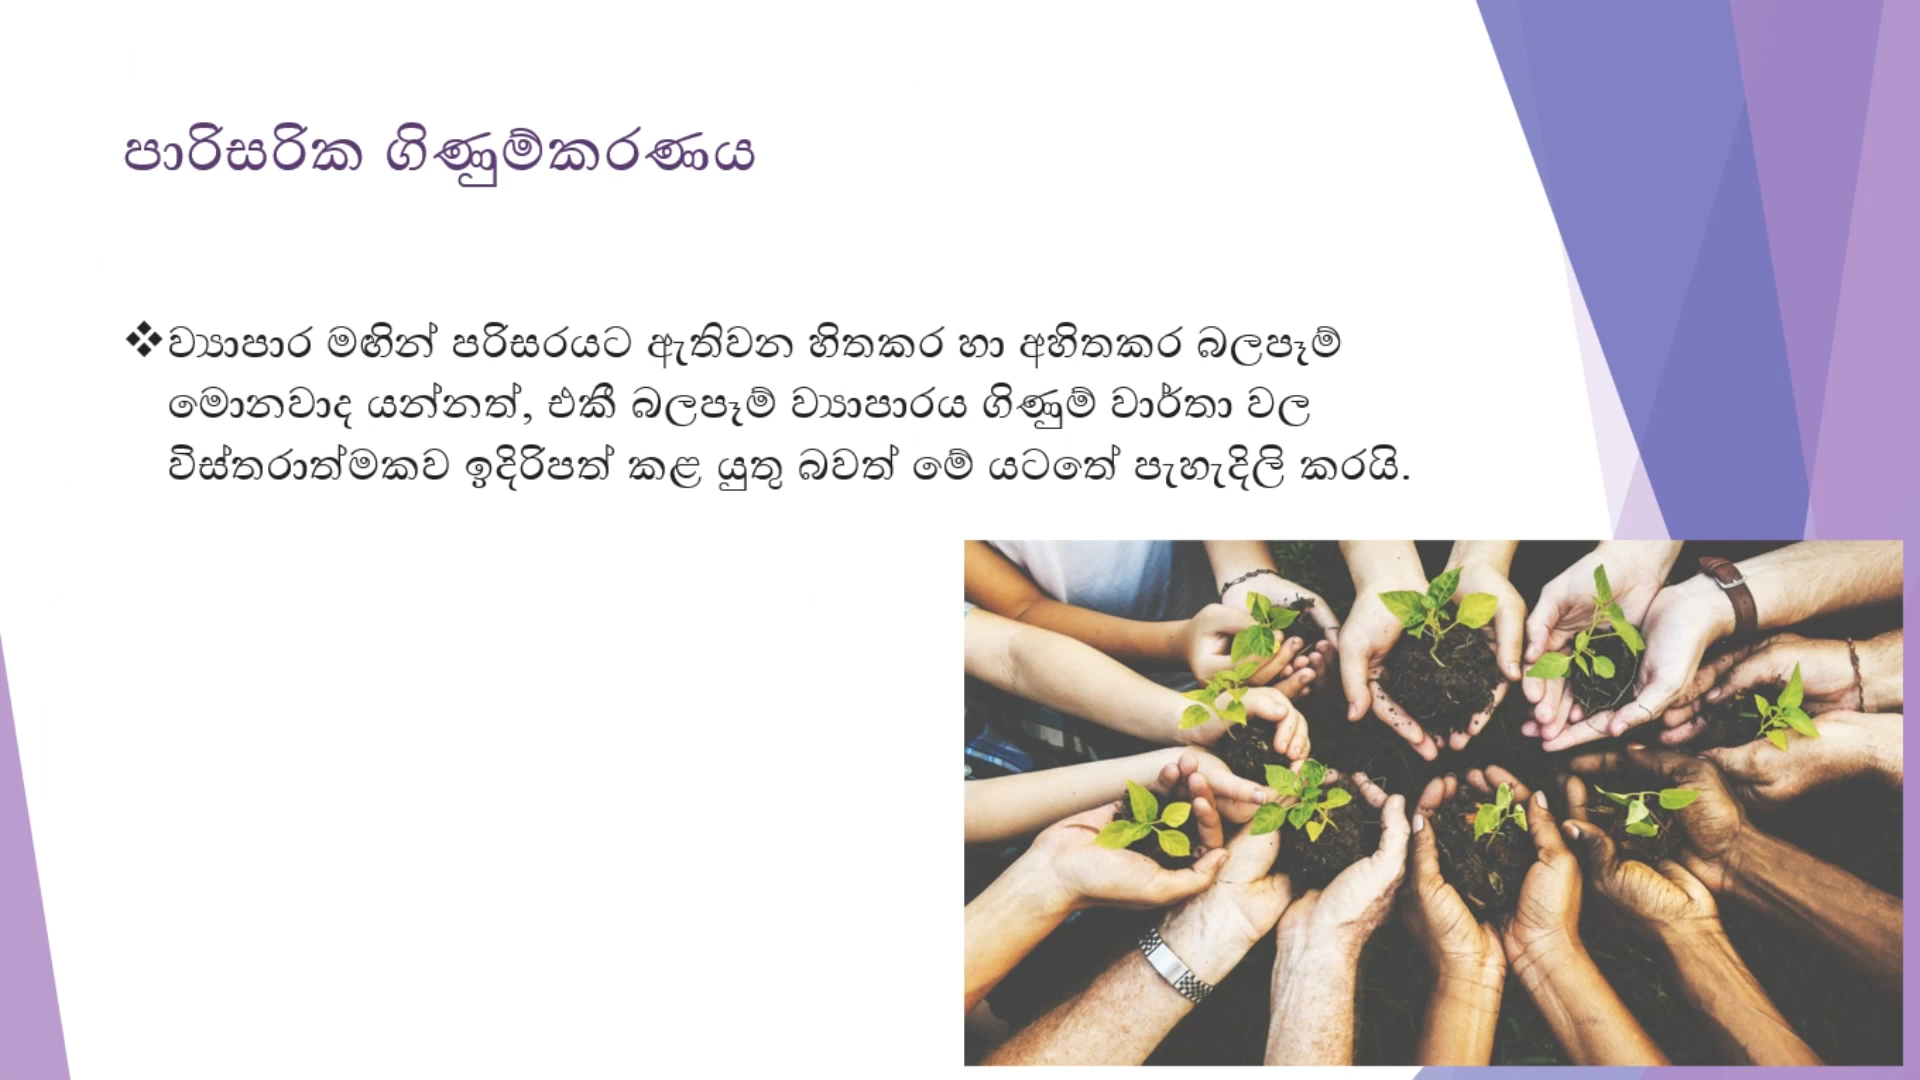 පාරිසරික ගිණුම්කරණය
❖ව්‍යාපාර මඟින් පරිසරයට ඇතිවන හිතකර හා අහිතකර බලපෑම්
මොනවාද යන්නත්, එකී බලපෑම් ව්‍යාපාරය ගිණුම් වාර්තා වල
විස්තරාත්මකව ඉදිරිපත් කළ යුතු බවත් මේ යටතේ පැහැදිලි කරයි.